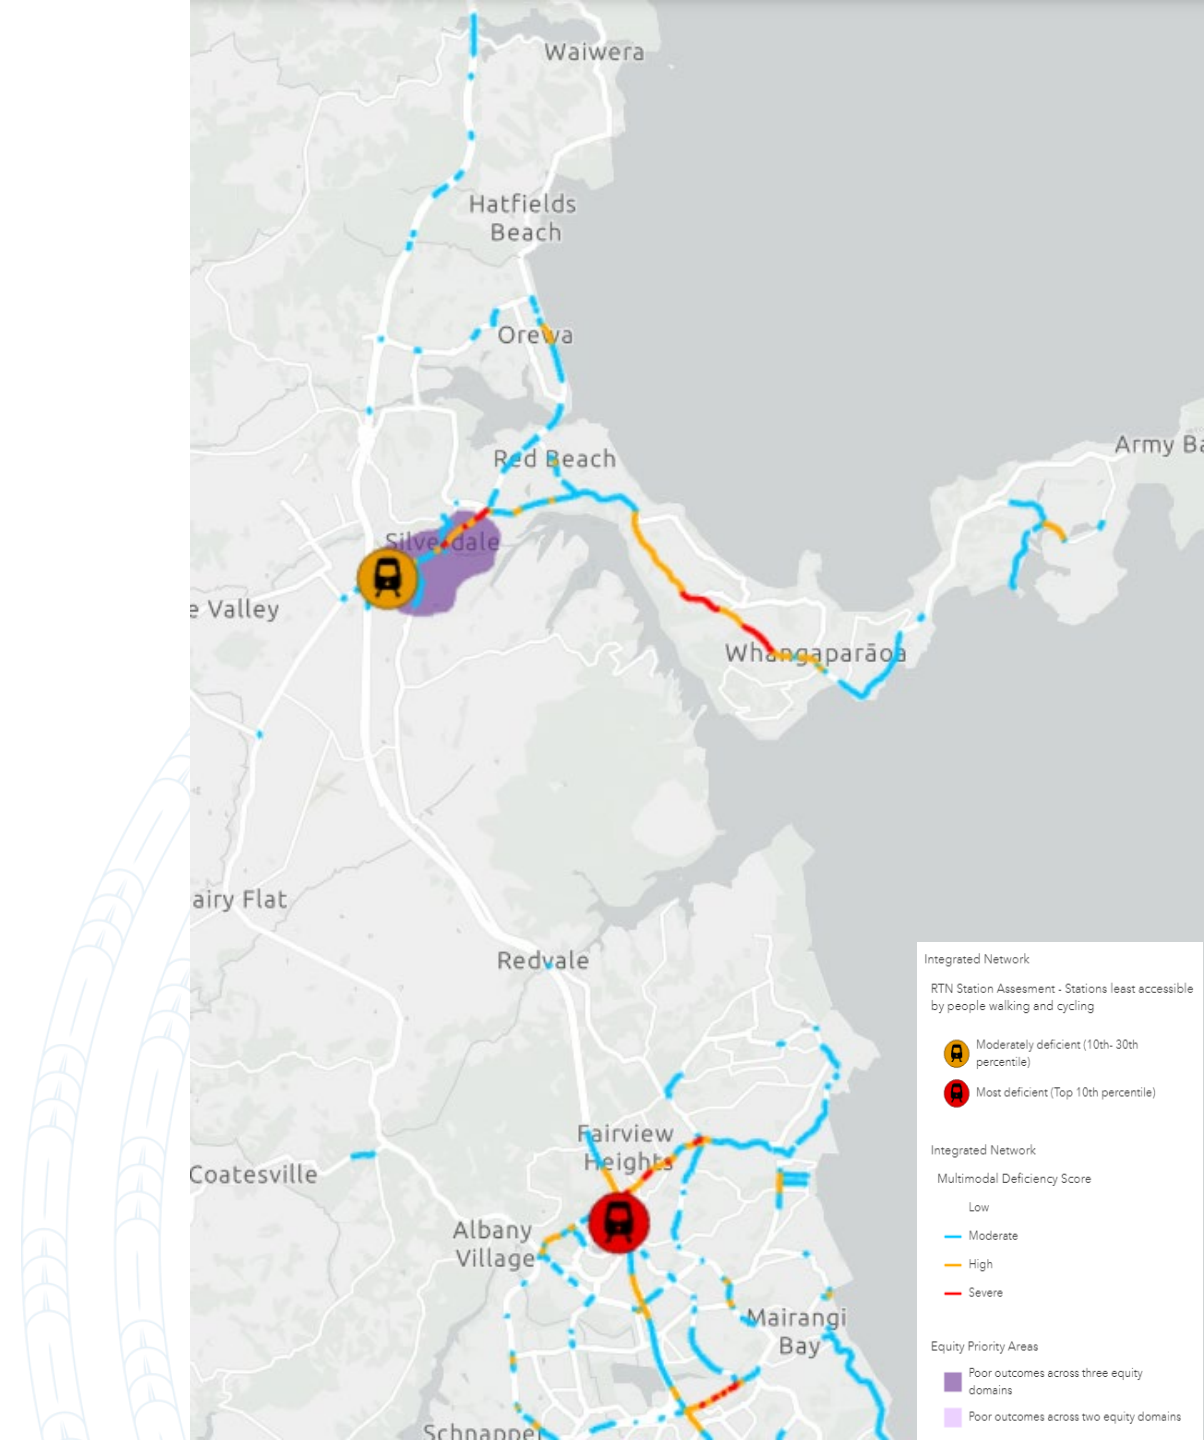 Waiwera
Hatfields
Beach
Orewa
Army Ba
Red Beach
Silverdale
e Valley
Whangaparāoa
airy Flat
Redvale
Fairview
Heights
Coatesville
Albany
Village
Mairangi
Bay
Schnapper
Integrated Network
RTN Station Assesment - Stations least accessible
by people walking and cycling
Moderately deficient (10th- 30th
percentile)
Most deficient (Top 10th percentile)
Integrated Network
Multimodal Deficiency Score
Low
Moderate
High
Severe
Equity Priority Areas
Poor outcomes across three equity
domains
Poor outcomes across two equity domains